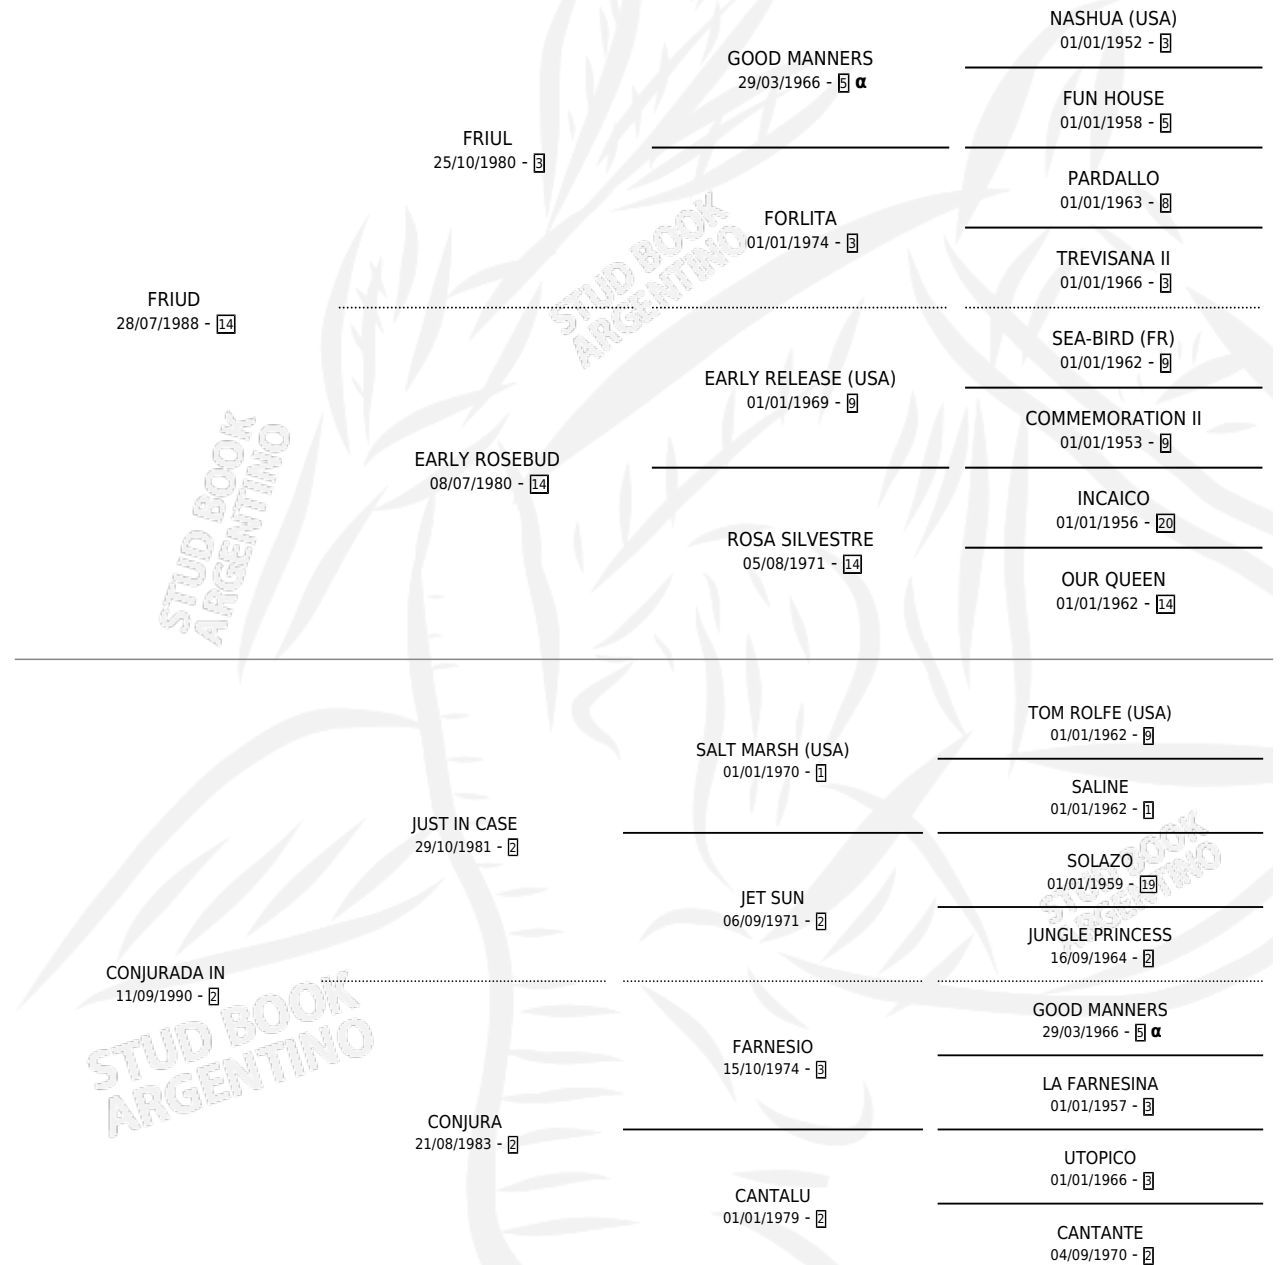 NASHUA (USA)
01/01/1952 - 3
GOOD MANNERS
29/03/1966 - 5 α
FUN HOUSE
01/01/1958 - 5
FRIUL
25/10/1980 - 3
PARDALLO
01/01/1963 - 8
FORLITA
01/01/1974 - 3
TREVISANA II
01/01/1966 - 3
FRIUD
28/07/1988 - 14
SEA-BIRD (FR)
01/01/1962 - 9
EARLY RELEASE (USA)
01/01/1969 - 9
COMMEMORATION II
01/01/1953 - 9
EARLY ROSEBUD
08/07/1980 - 14
INCAICO
01/01/1956 - 20
ROSA SILVESTRE
05/08/1971 - 14
OUR QUEEN
01/01/1962 - 14
TOM ROLFE (USA)
01/01/1962 - 9
SALT MARSH (USA)
01/01/1970 - 1
SALINE
01/01/1962 - 1
JUST IN CASE
29/10/1981 - 2
SOLAZO
01/01/1959 - 19
JET SUN
06/09/1971 - 2
JUNGLE PRINCESS
16/09/1964 - 2
CONJURADA IN
11/09/1990 - 2
GOOD MANNERS
29/03/1966 - 5 α
FARNESIO
15/10/1974 - 3
LA FARNESINA
01/01/1957 - 3
CONJURA
21/08/1983 - 2
UTOPICO
01/01/1966 - 3
CANTALU
01/01/1979 - 2
CANTANTE
04/09/1970 - 2
STUD BOOK
ARGENTINO
STUD BOOK
ARGENTINO
STUD BOOK
ARGENTINO
STUD BOOK
ARGENTINO